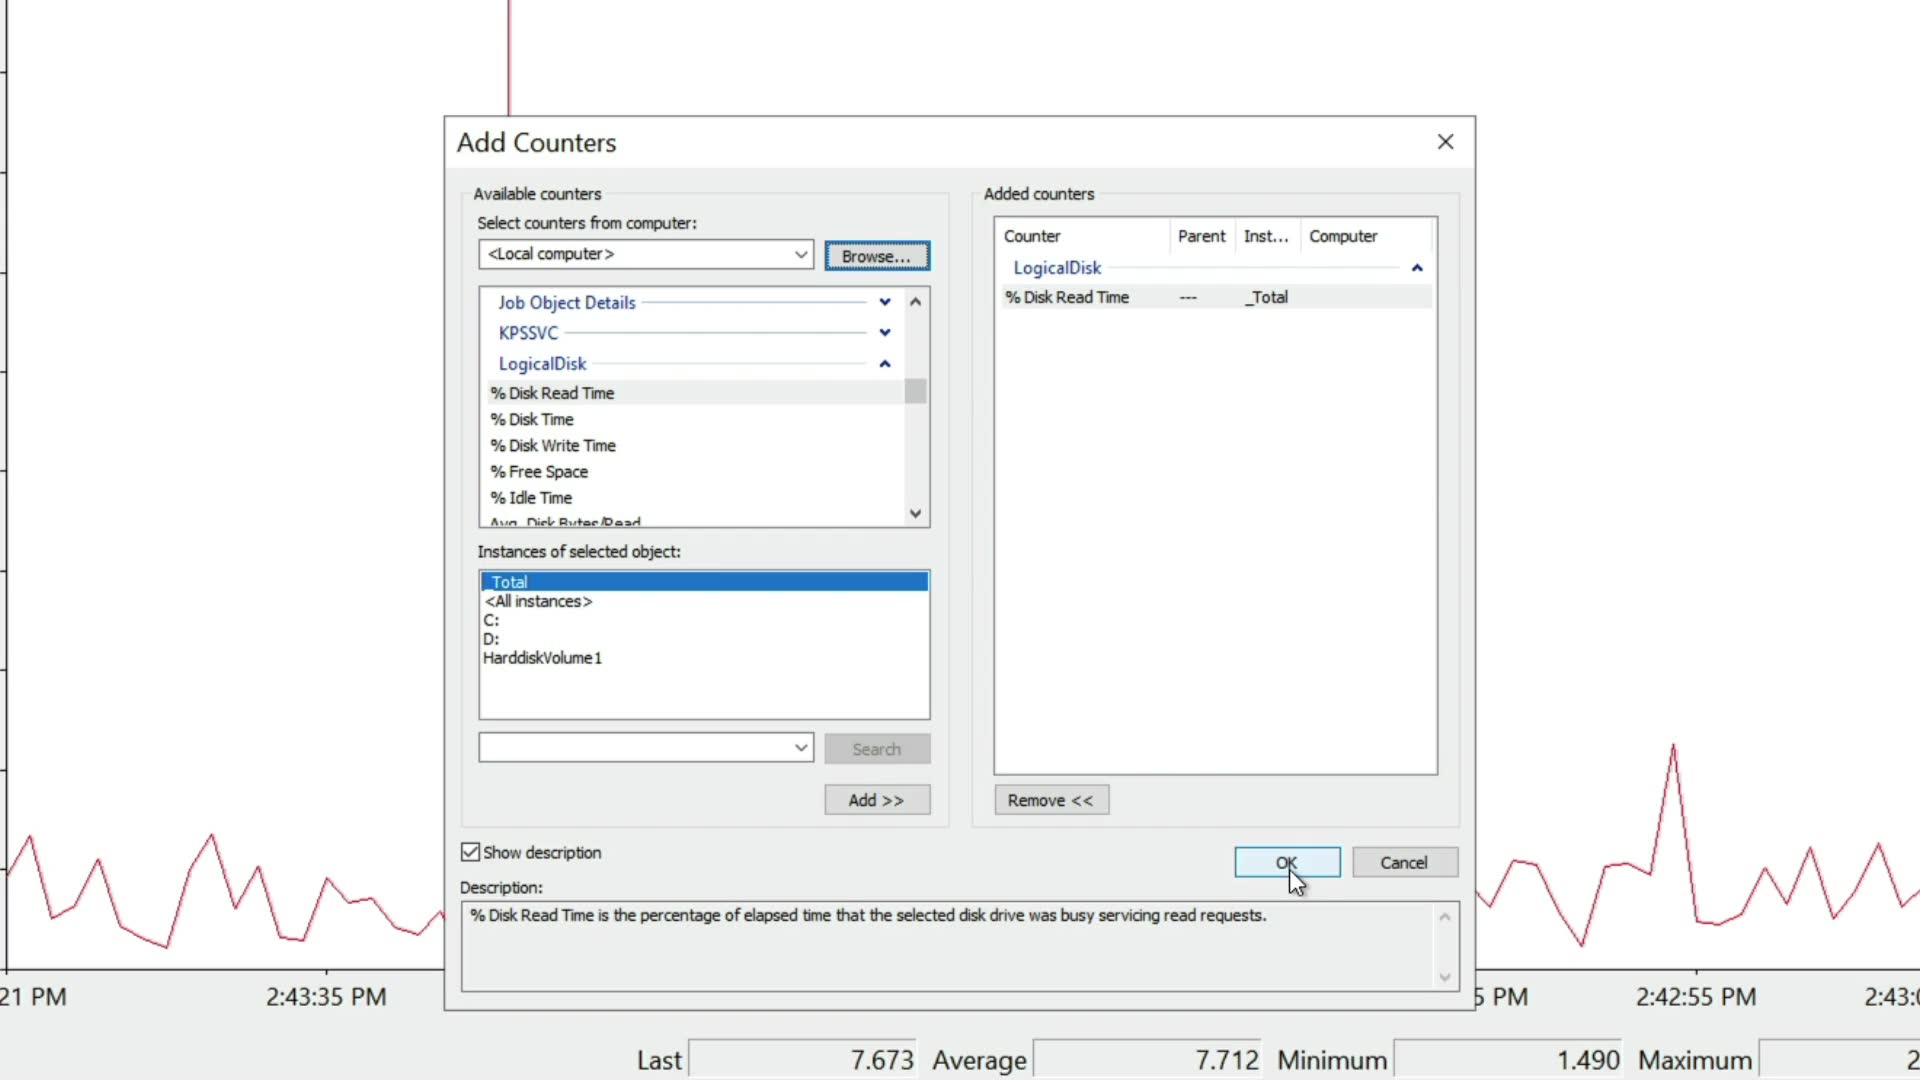 Add Counters
Available counters
Select counters from computer:
<Local computer>
Browse...
Job Object Details
KPSSVC
LogicalDisk
% Disk Read Time
% Disk Time
% Disk Write Time
% Free Space
% Idle Time
Avg. Disk Bytes/Read
Instances of selected object:
_Total
<All instances>
C:
D:
HarddiskVolume1
Search
Add >>
Added counters
Counter Parent Inst... Computer
LogicalDisk
% Disk Read Time --- _Total
Remove <<
Show description
OK Cancel
Description:
% Disk Read Time is the percentage of elapsed time that the selected disk drive was busy servicing read requests.
21 PM 2:43:35 PM 5 PM 2:42:55 PM 2:43:
Last 7.673 Average 7.712 Minimum 1.490 Maximum 2